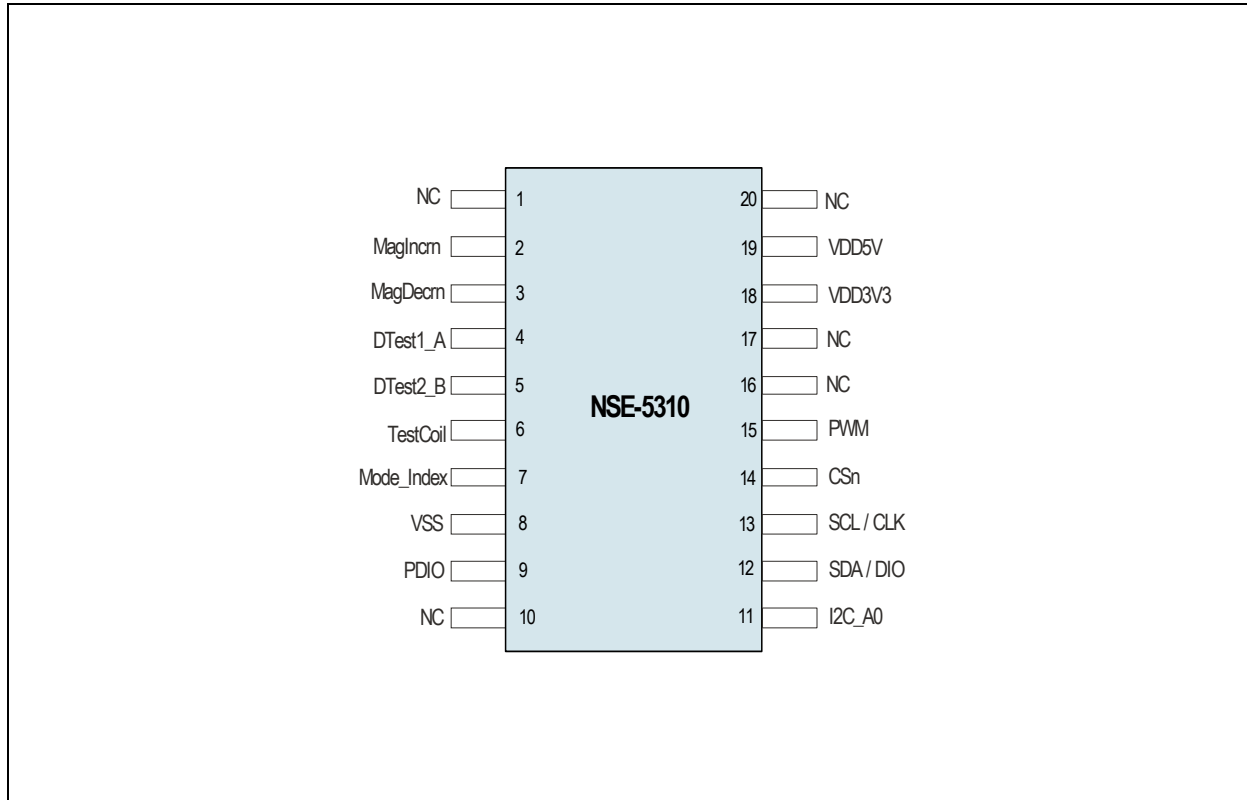 NC 1 20 NC
MagIncrn 2 19 VDD5V
MagDecrn 3 18 VDD3V3
DTest1_A 4 17 NC
DTest2_B 5 16 NC
NSE-5310
TestCoil 6 15 PWM
Mode_Index 7 14 CSn
VSS 8 13 SCL / CLK
PDIO 9 12 SDA / DIO
NC 10 11 I2C_A0